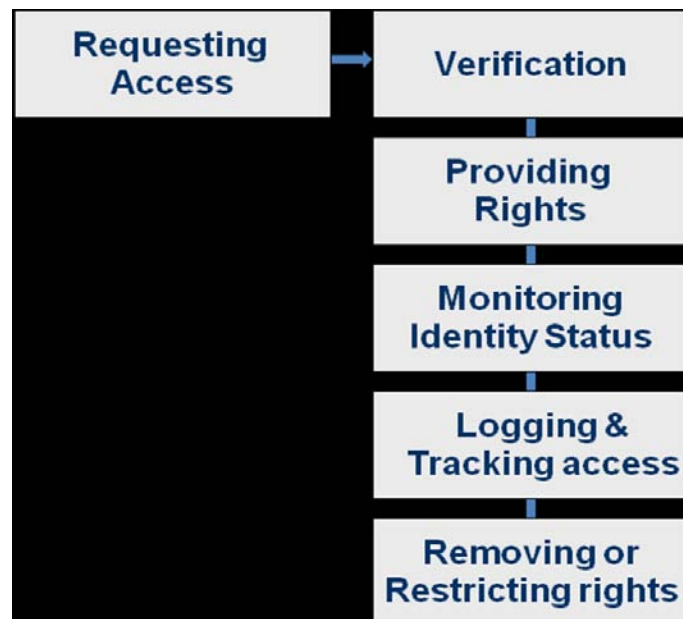 Requesting
Access
Verification
Providing
Rights
Monitoring
Identity Status
Logging &
Tracking access
Removing or
Restricting rights